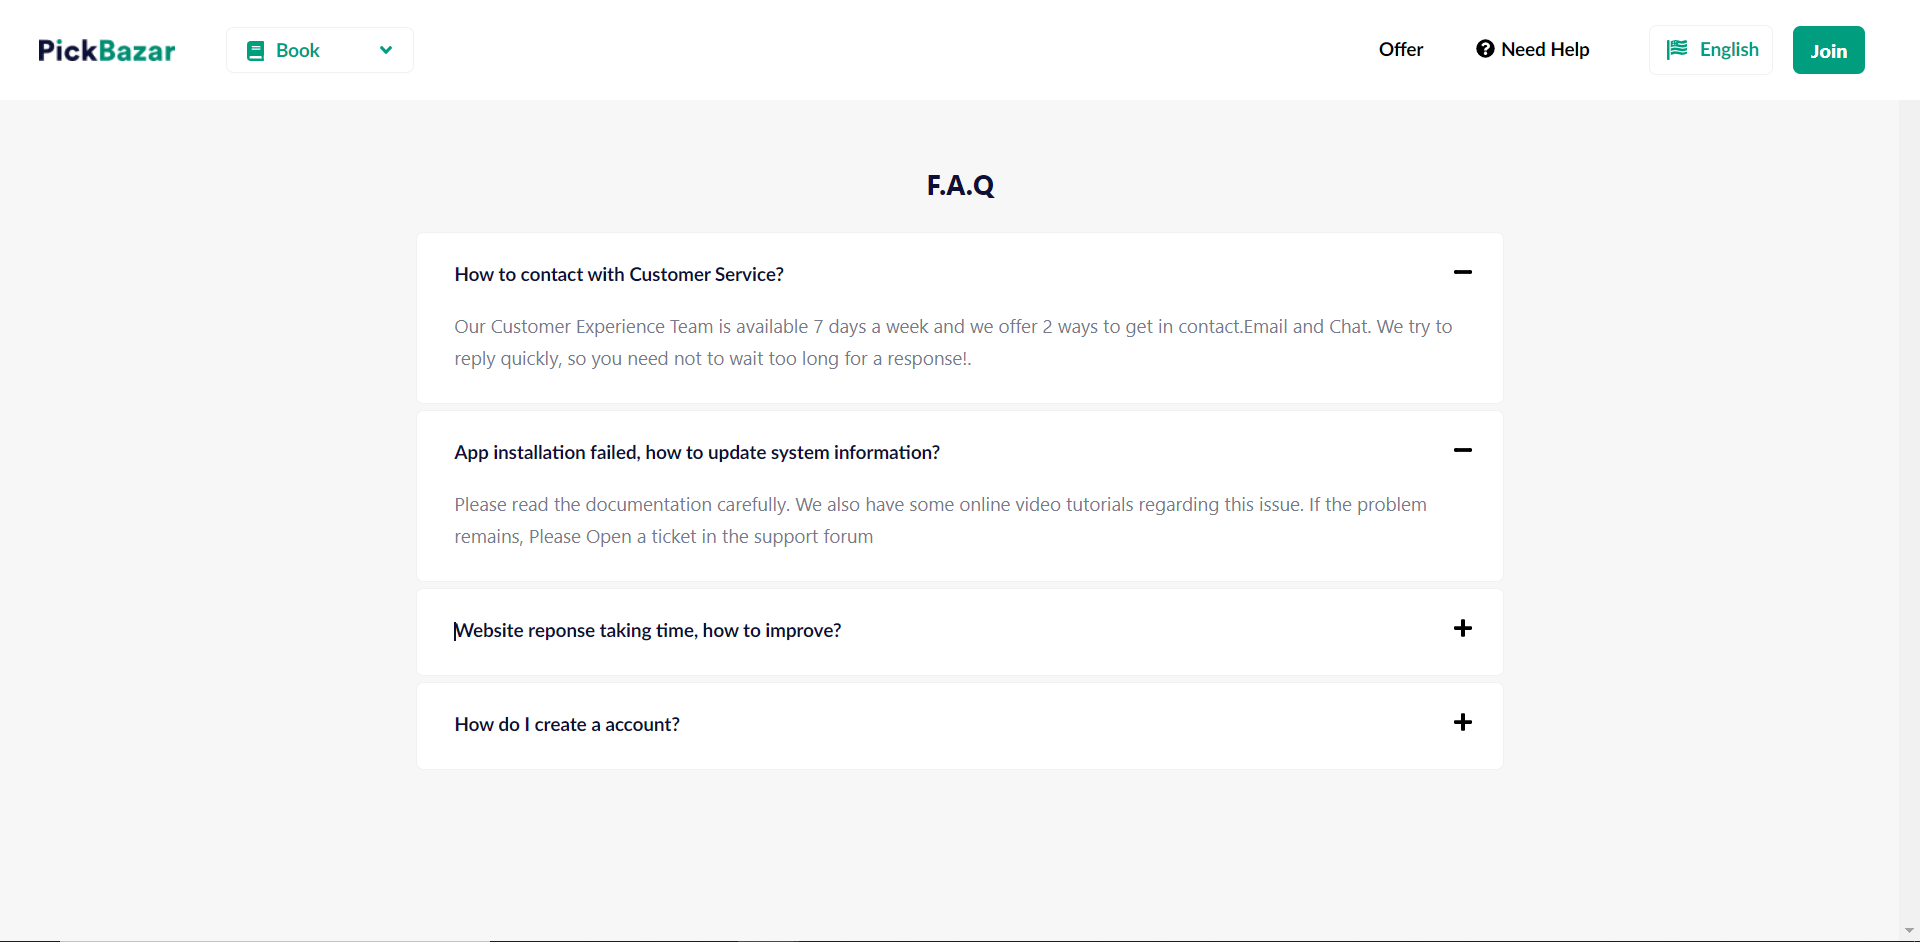 PickBazar
Book
Offer
Need Help
English
Join
F.A.Q
How to contact with Customer Service?
Our Customer Experience Team is available 7 days a week and we offer 2 ways to get in contact.Email and Chat. We try to
reply quickly, so you need not to wait too long for a response!.
App installation failed, how to update system information?
Please read the documentation carefully. We also have some online video tutorials regarding this issue. If the problem
remains, Please Open a ticket in the support forum
Website reponse taking time, how to improve?
How do I create a account?